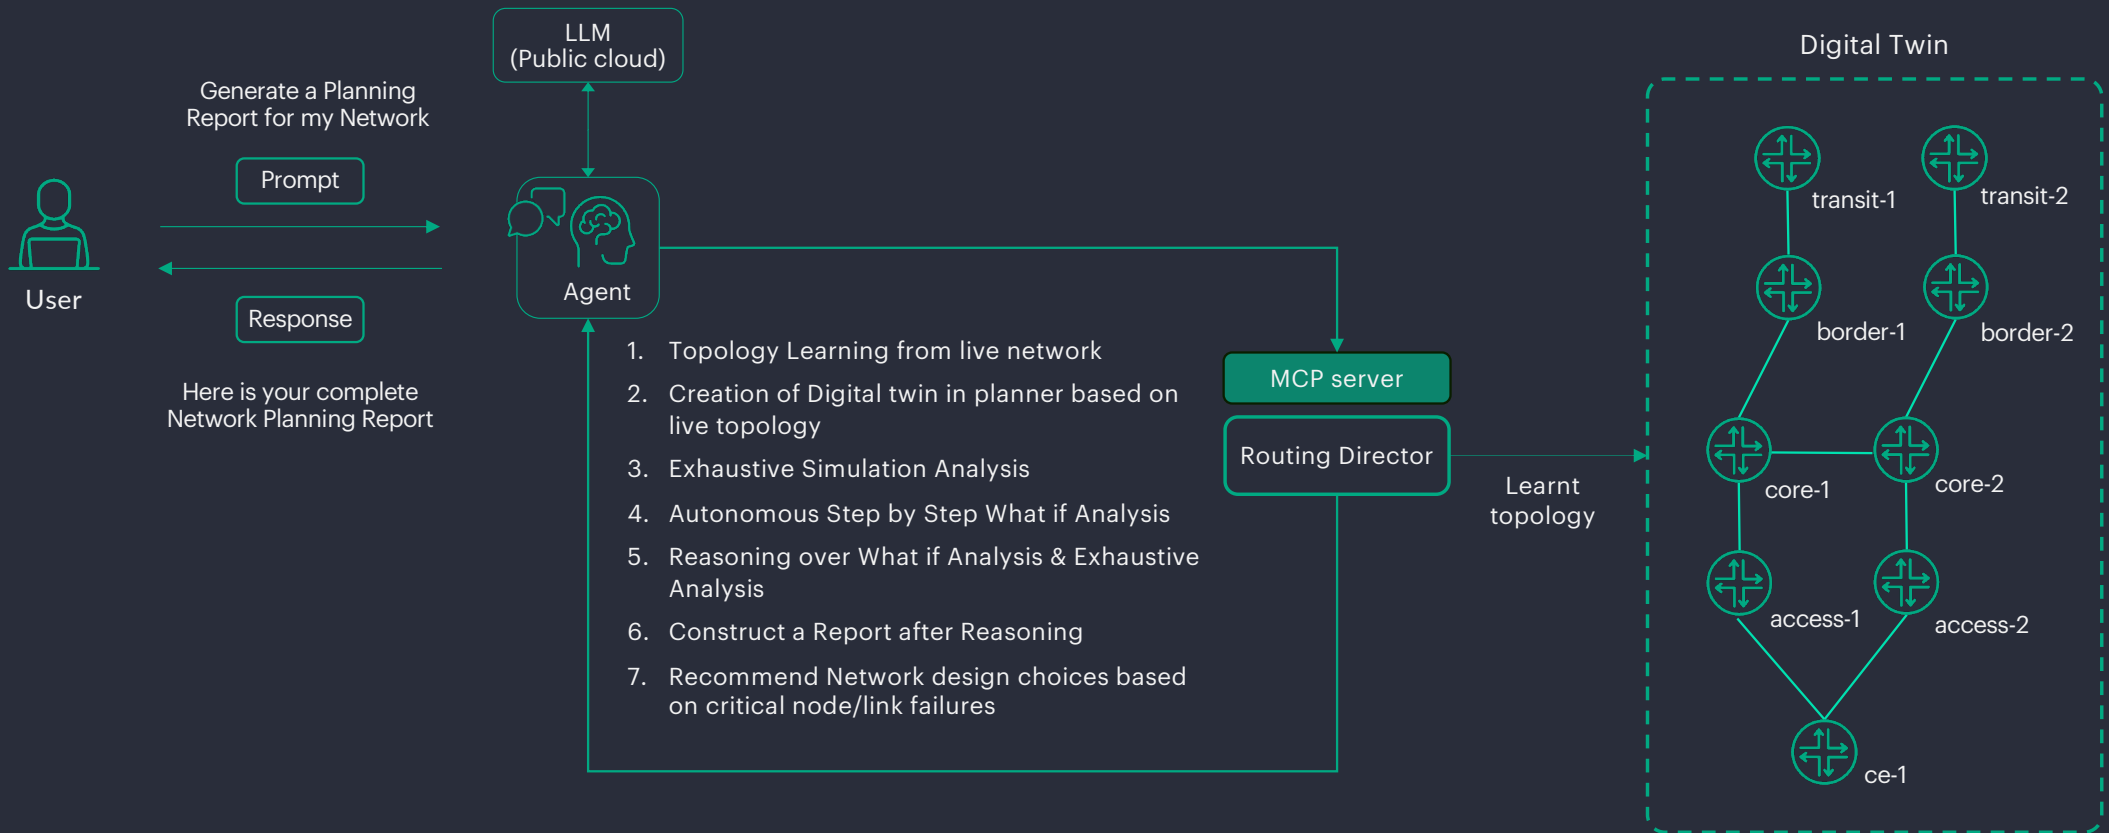 LLM
(Public cloud)
Digital Twin
Generate a Planning
Report for my Network
Prompt
User
Response
Here is your complete
Network Planning Report
Agent
1. Topology Learning from live network
2. Creation of Digital twin in planner based on
live topology
3. Exhaustive Simulation Analysis
4. Autonomous Step by Step What if Analysis
5. Reasoning over What if Analysis & Exhaustive
Analysis
6. Construct a Report after Reasoning
7. Recommend Network design choices based
on critical node/link failures
MCP server
Routing Director
Learnt
topology
transit-1
transit-2
border-1
border-2
core-1
core-2
access-1
access-2
ce-1